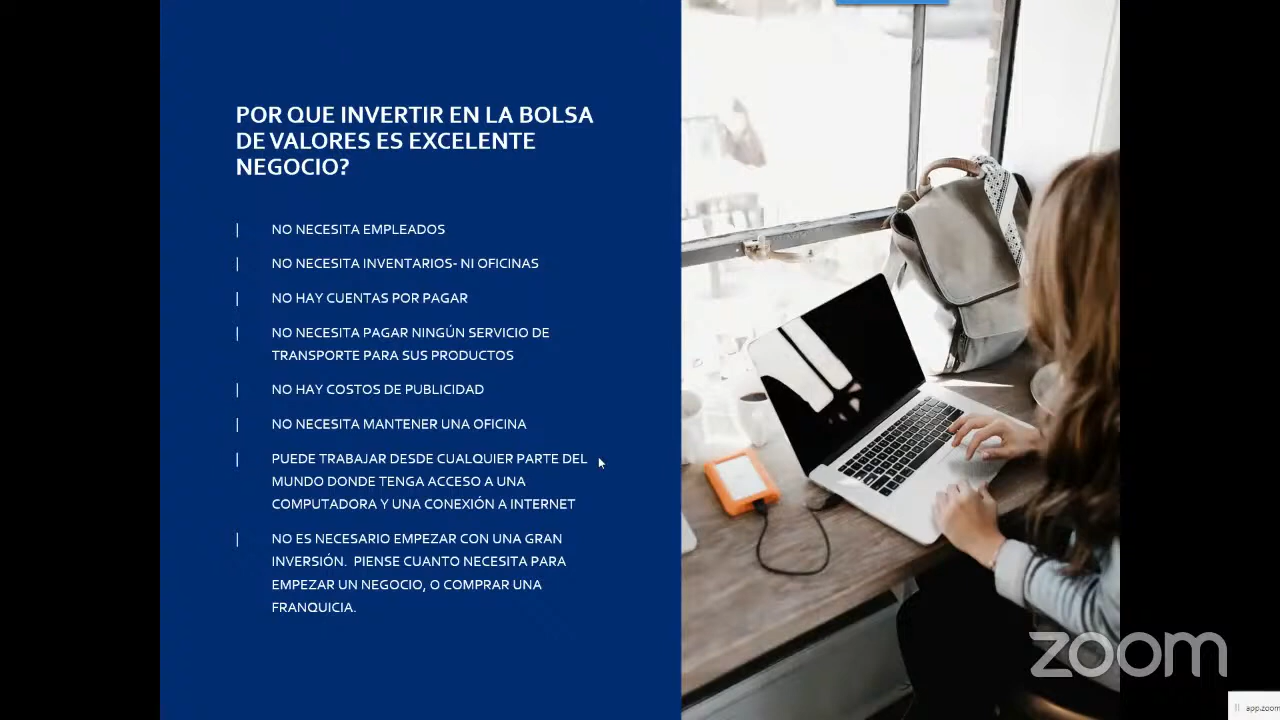 POR QUE INVERTIR EN LA BOLSA
DE VALORES ES EXCELENTE
NEGOCIO?
| NO NECESITA EMPLEADOS
| NO NECESITA INVENTARIOS- NI OFICINAS
| NO HAY CUENTAS POR PAGAR
| NO NECESITA PAGAR NINGÚN SERVICIO DE
TRANSPORTE PARA SUS PRODUCTOS
| NO HAY COSTOS DE PUBLICIDAD
| NO NECESITA MANTENER UNA OFICINA
| PUEDE TRABAJAR DESDE CUALQUIER PARTE DEL
MUNDO DONDE TENGA ACCESO A UNA
COMPUTADORA Y UNA CONEXIÓN A INTERNET
| NO ES NECESARIO EMPEZAR CON UNA GRAN
INVERSIÓN. PIENSE CUANTO NECESITA PARA
EMPEZAR UN NEGOCIO, O COMPRAR UNA
FRANQUICIA.
zoom
app.zoom